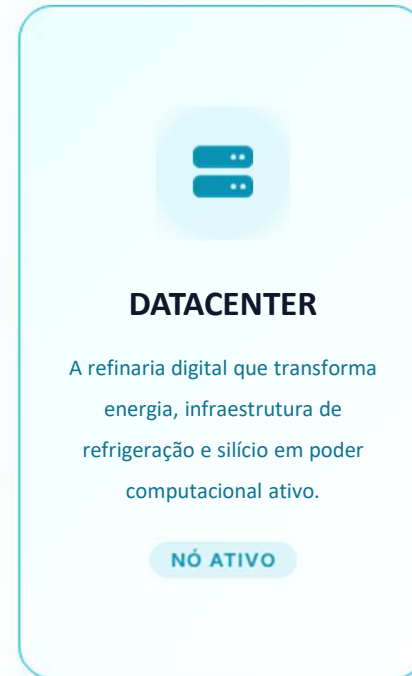 DATACENTER
A refinaria digital que transforma
energia, infraestrutura de
refrigeração e silício em poder
computacional ativo.
NÓ ATIVO